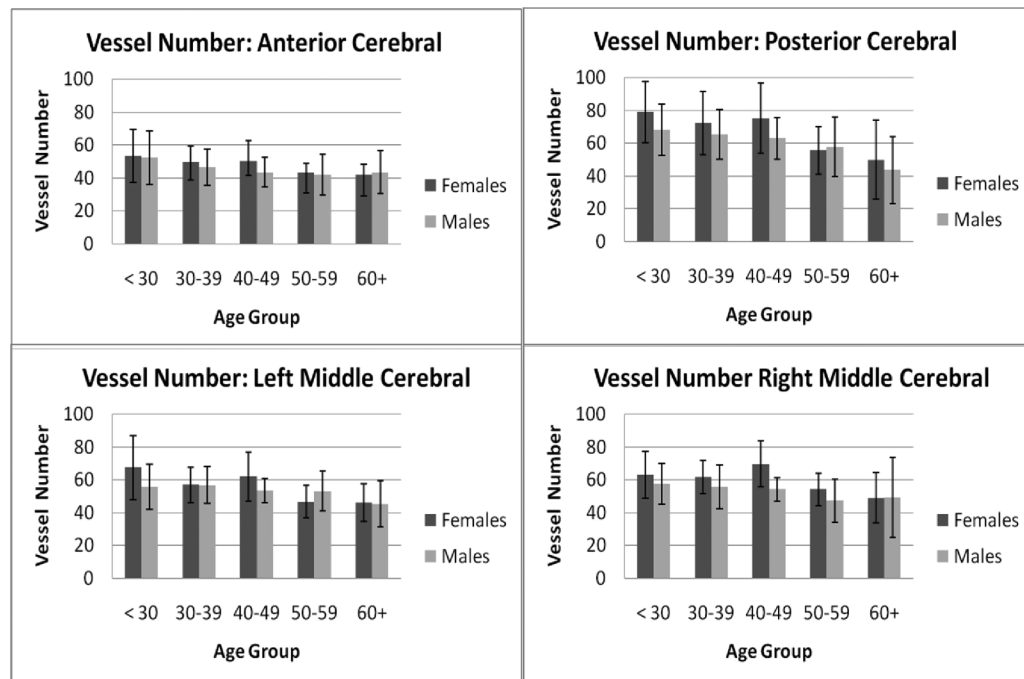 Vessel Number: Anterior Cerebral
100
80
60
40
20
0
Vessel Number
< 30 30-39 40-49 50-59 60+
Age Group
Females
Males
Vessel Number: Posterior Cerebral
100
80
60
40
20
0
Vessel Number
< 30 30-39 40-49 50-59 60+
Age Group
Females
Males
Vessel Number: Left Middle Cerebral
100
80
60
40
20
0
Vessel Number
< 30 30-39 40-49 50-59 60+
Age Group
Females
Males
Vessel Number Right Middle Cerebral
100
80
60
40
20
0
Vessel Number
< 30 30-39 40-49 50-59 60+
Age Group
Females
Males